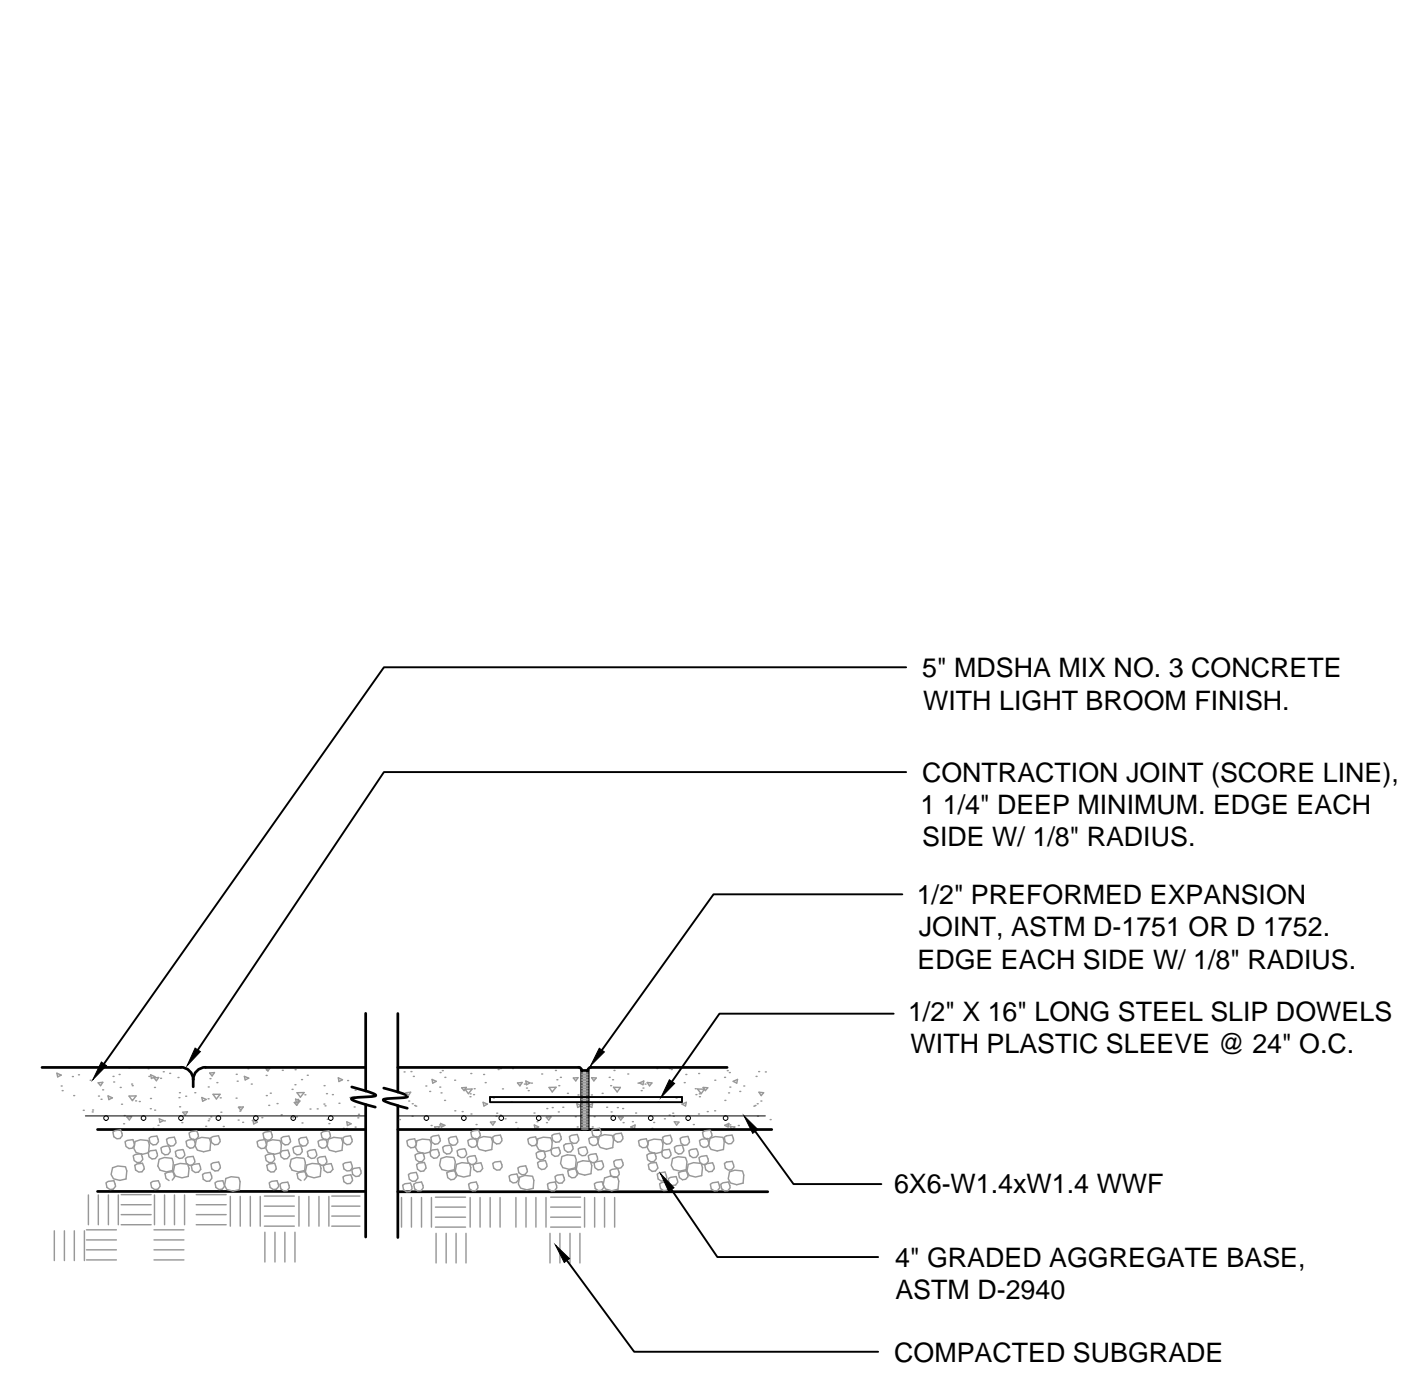 5" MDSHA MIX NO. 3 CONCRETE
WITH LIGHT BROOM FINISH.
CONTRACTION JOINT (SCORE LINE),
1 1/4" DEEP MINIMUM. EDGE EACH
SIDE W/ 1/8" RADIUS.
1/2" PREFORMED EXPANSION
JOINT, ASTM D-1751 OR D 1752.
EDGE EACH SIDE W/ 1/8" RADIUS.
1/2" X 16" LONG STEEL SLIP DOWELS
WITH PLASTIC SLEEVE @ 24" O.C.
6X6-W1.4xW1.4 WWF
4" GRADED AGGREGATE BASE,
ASTM D-2940
COMPACTED SUBGRADE